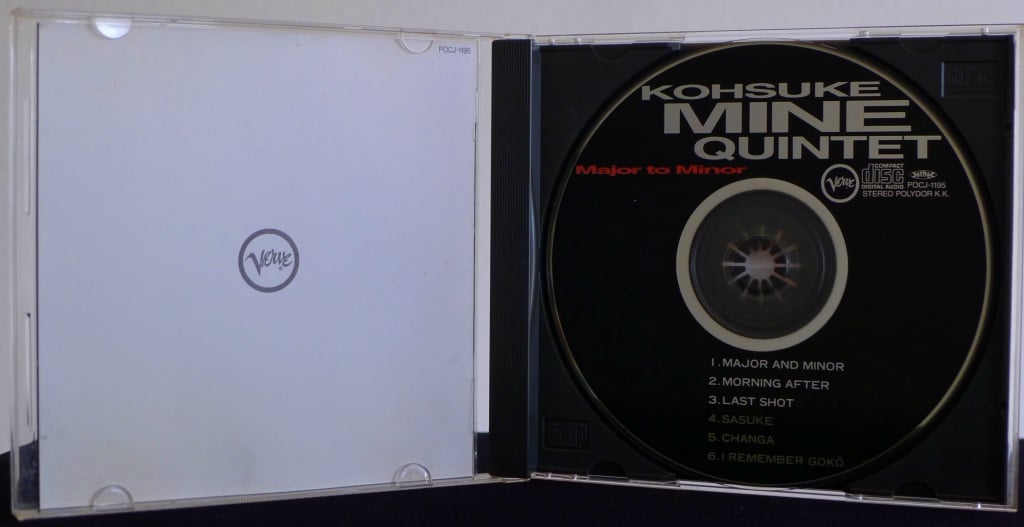 POCJ-1195
Verve
KOHSUKE
MINE
QUINTET
Major to Minor
Verve
COMPACT
disc
DIGITAL AUDIO
POCJ-1195
STEREO POLYDOR K.K.
1.MAJOR AND MINOR
2.MORNING AFTER
3.LAST SHOT
4.SASUKE
5.CHANGA
6.I REMEMBER GOKŌ